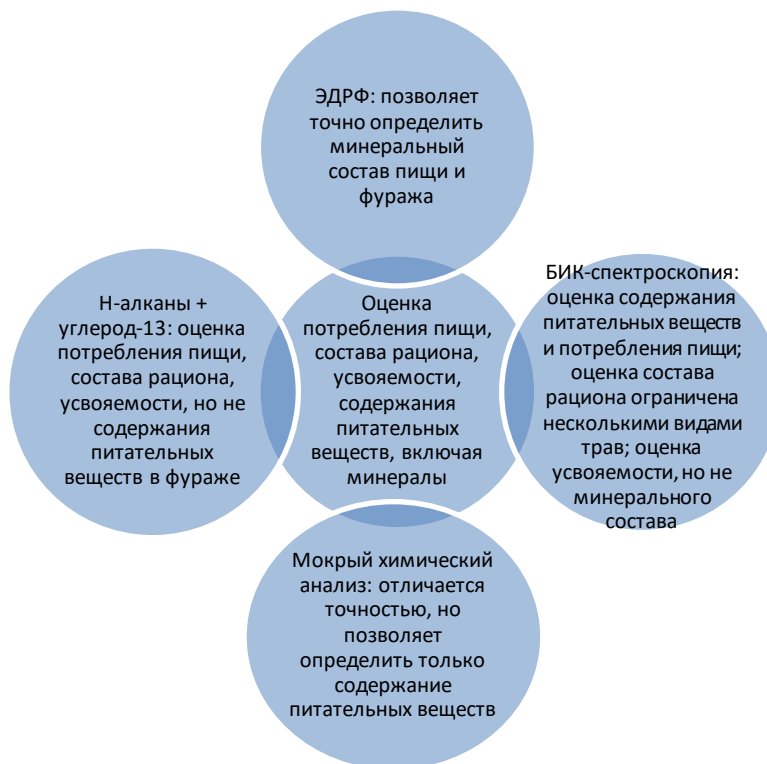 ЭДРФ: позволяет
точно определить
минеральный
состав пищи и
фуража
Н-алканы +
углерод-13: оценка
потребления пищи,
состава рациона,
усвояемости, но не
содержания
питательных
веществ в фураже
Оценка
потребления пищи,
состава рациона,
усвояемости,
содержания
питательных
веществ, включая
минералы
БИК-спектроскопия:
оценка содержания
питательных веществ
и потребления пищи;
оценка состава
рациона ограничена
несколькими видами
трав; оценка
усвояемости, но не
минерального
состава
Мокрый химический
анализ: отличается
точностью, но
позволяет
определить только
содержание
питательных веществ